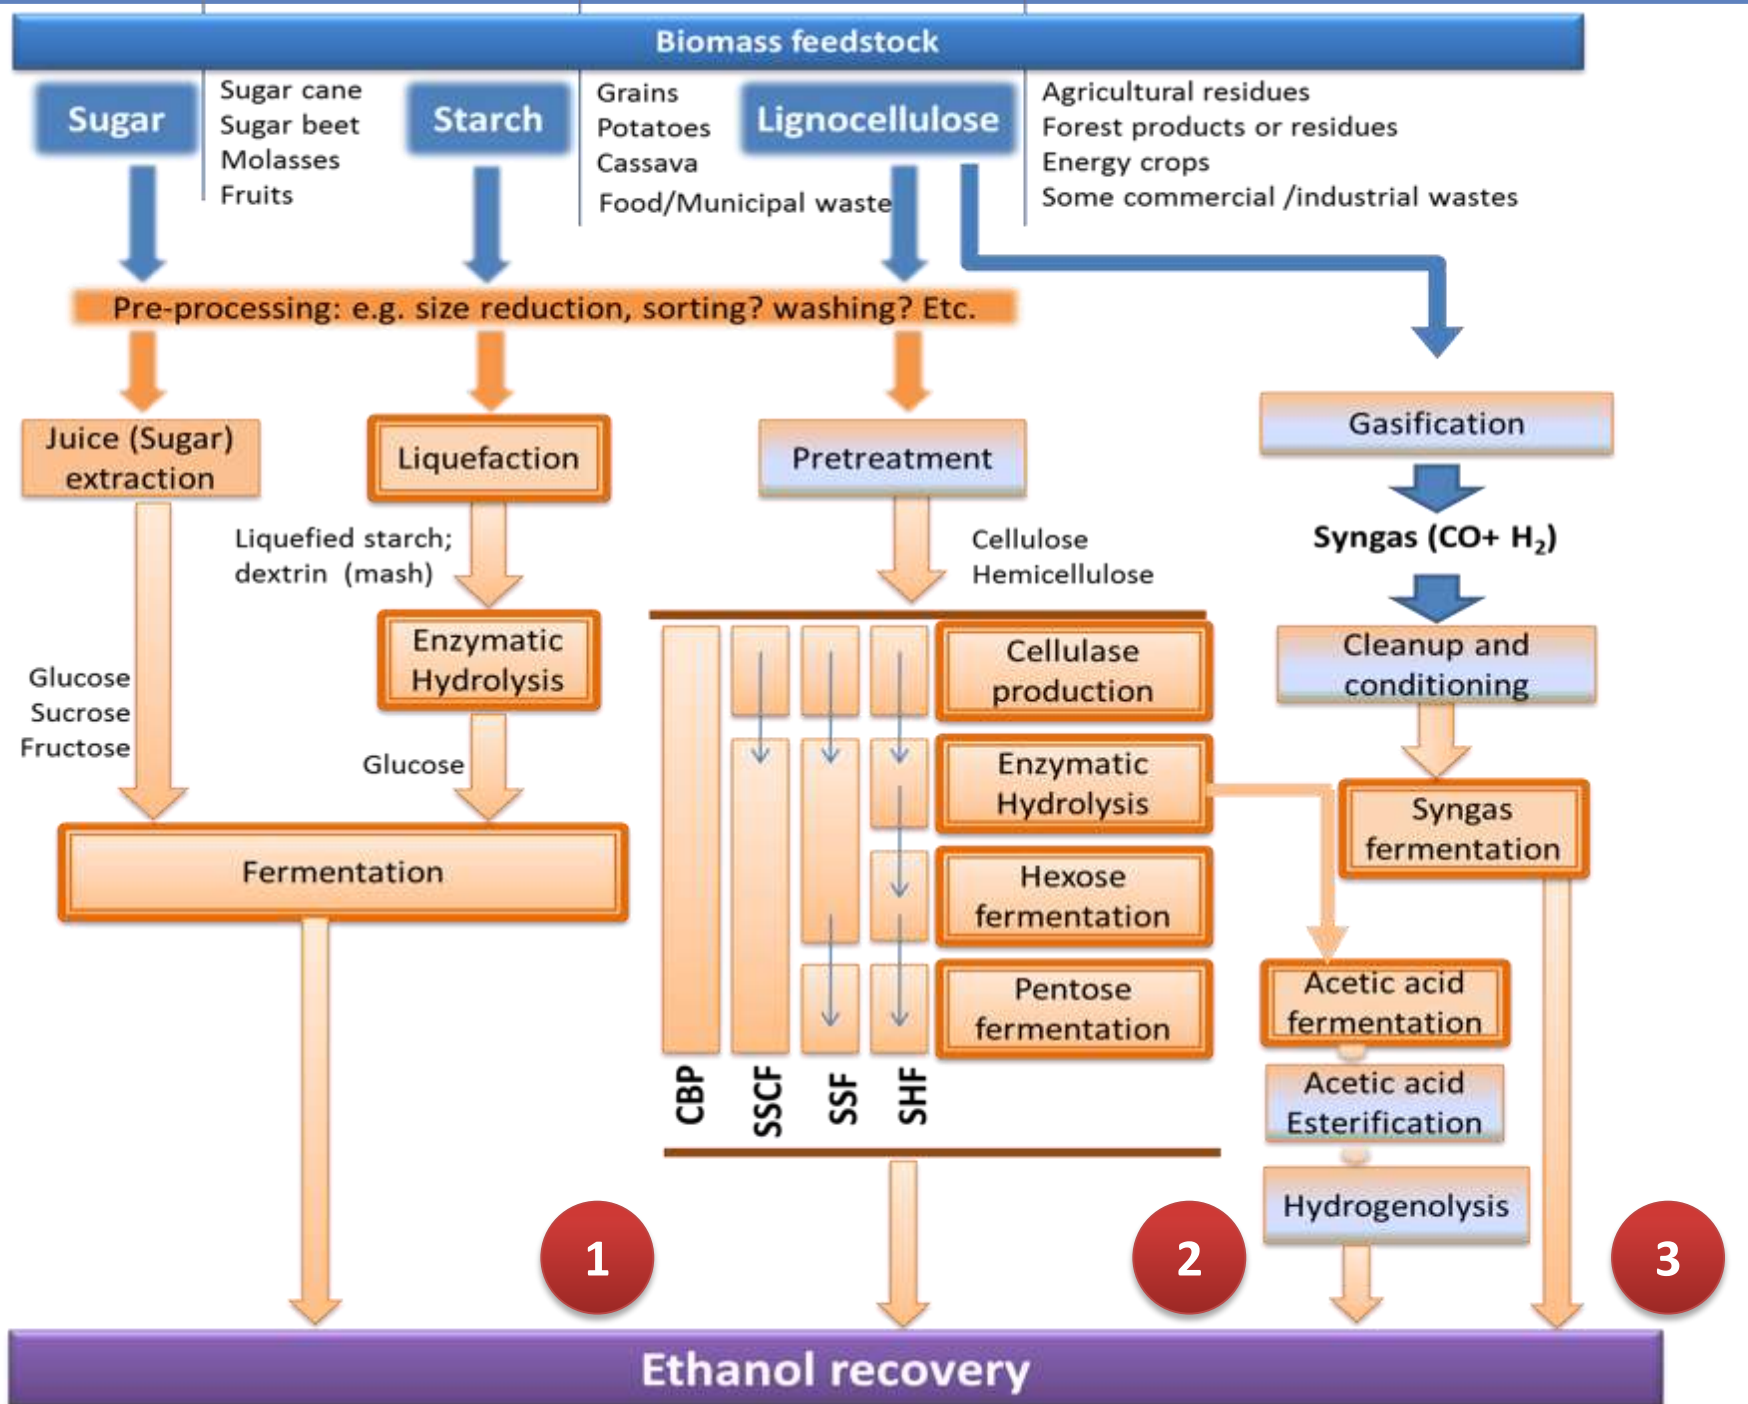 Biomass feedstock
Sugar
Sugar cane
Sugar beet
Molasses
Fruits
Starch
Grains
Potatoes
Cassava
Food/Municipal waste
Lignocellulose
Agricultural residues
Forest products or residues
Energy crops
Some commercial /industrial wastes
Pre-processing: e.g. size reduction, sorting? washing? Etc.
Juice (Sugar)
extraction
Glucose
Sucrose
Fructose
Liquefaction
Liquefied starch;
dextrin (mash)
Enzymatic
Hydrolysis
Glucose
Fermentation
Pretreatment
Cellulose
Hemicellulose
Cellulase
production
Enzymatic
Hydrolysis
Hexose
fermentation
Pentose
fermentation
CBP
SSCF
SSF
SHF
Gasification
Syngas (CO+ H₂)
Cleanup and
conditioning
Syngas
fermentation
Acetic acid
fermentation
Acetic acid
Esterification
Hydrogenolysis
1
2
3
Ethanol recovery